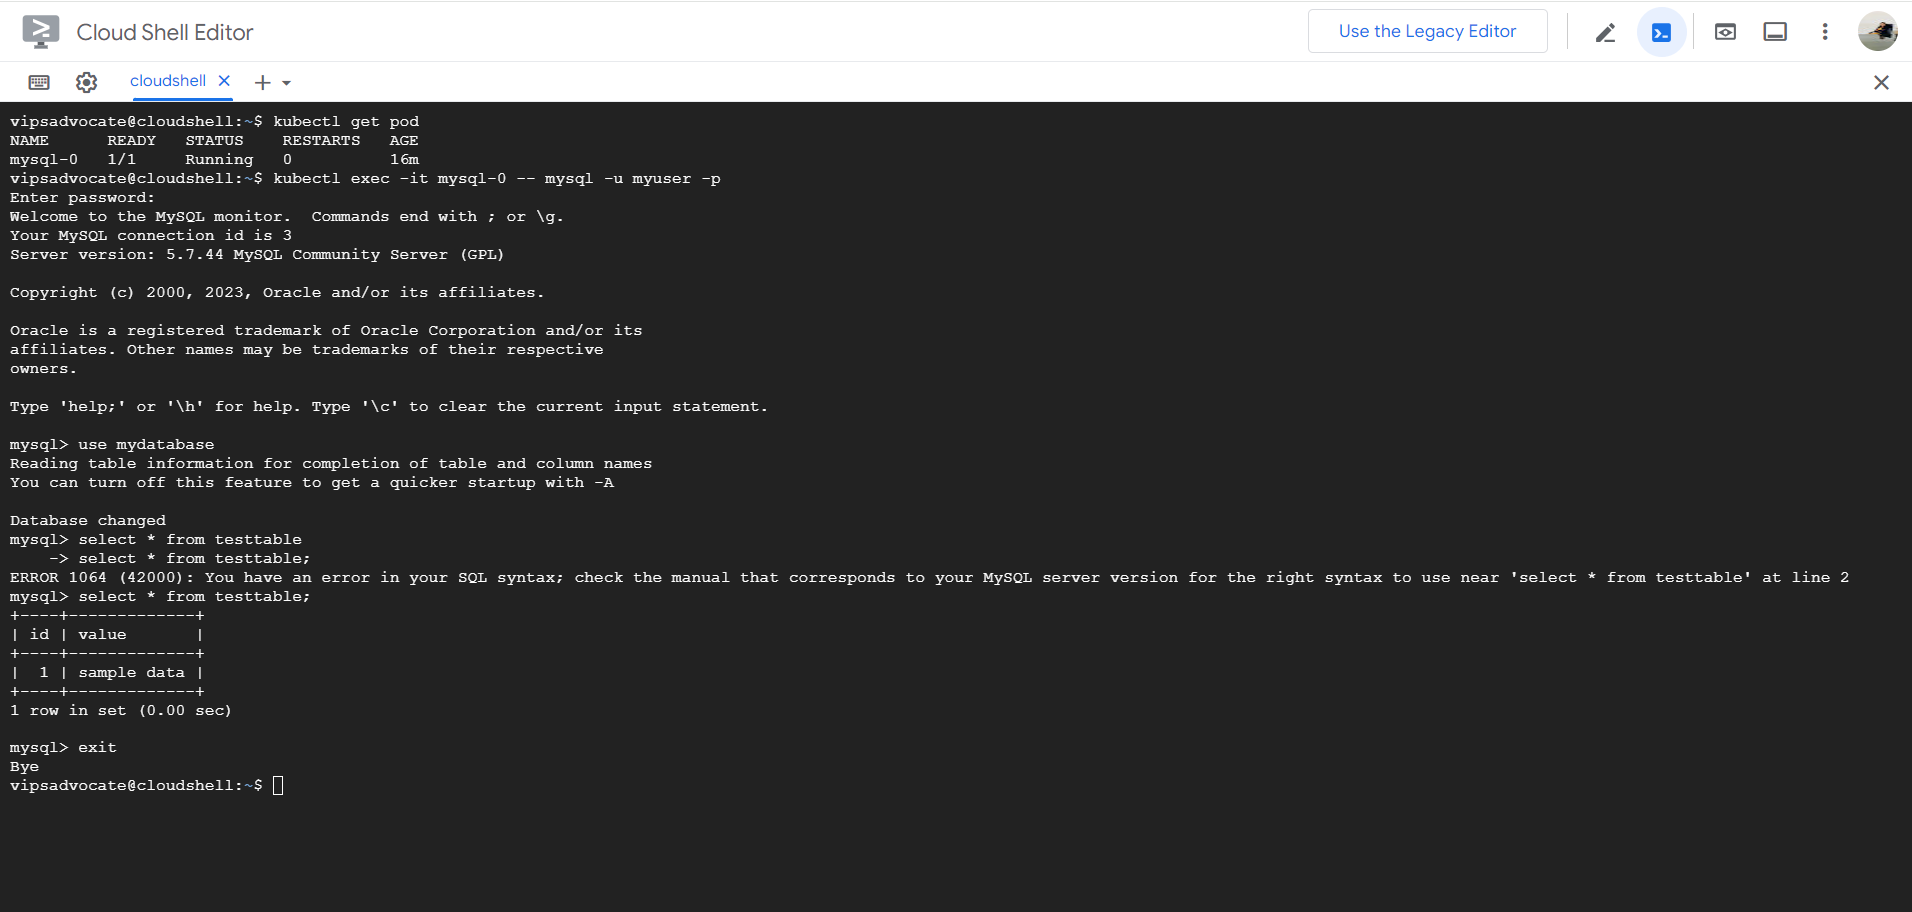 Cloud Shell Editor
Use the Legacy Editor
cloudshell
vipsadvocate@cloudshell:~$ kubectl get pod
NAME      READY   STATUS    RESTARTS   AGE
mysql-0   1/1     Running   0          16m
vipsadvocate@cloudshell:~$ kubectl exec -it mysql-0 -- mysql -u myuser -p
Enter password:
Welcome to the MySQL monitor.  Commands end with ; or \g.
Your MySQL connection id is 3
Server version: 5.7.44 MySQL Community Server (GPL)
Copyright (c) 2000, 2023, Oracle and/or its affiliates.
Oracle is a registered trademark of Oracle Corporation and/or its
affiliates. Other names may be trademarks of their respective
owners.
Type 'help;' or '\h' for help. Type '\c' to clear the current input statement.
mysql> use mydatabase
Reading table information for completion of table and column names
You can turn off this feature to get a quicker startup with -A
Database changed
mysql> select * from testtable
    -> select * from testtable;
ERROR 1064 (42000): You have an error in your SQL syntax; check the manual that corresponds to your MySQL server version for the right syntax to use near 'select * from testtable' at line 2
mysql> select * from testtable;
+----+-------------+
| id | value       |
+----+-------------+
|  1 | sample data |
+----+-------------+
1 row in set (0.00 sec)
mysql> exit
Bye
vipsadvocate@cloudshell:~$